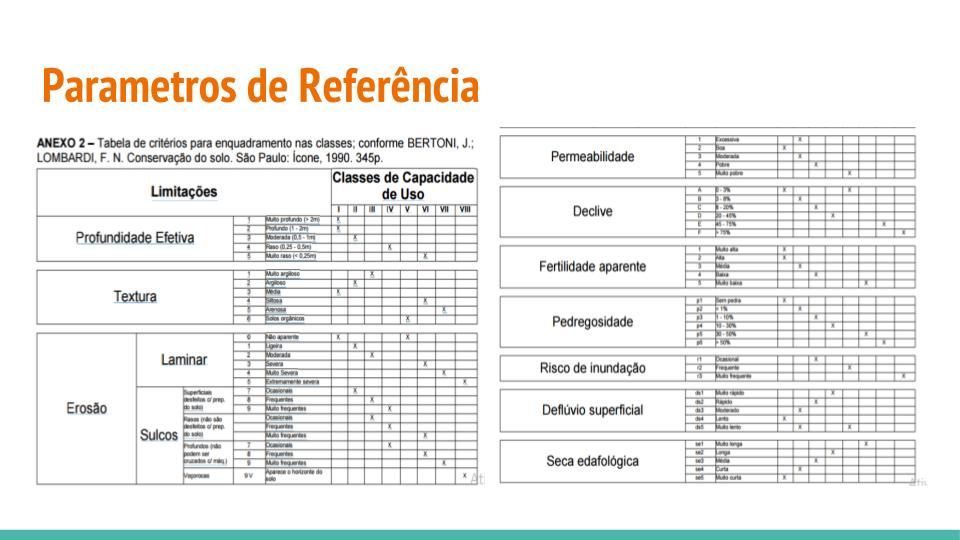 Parametros de Referência
ANEXO 2 – Tabela de critérios para enquadramento nas classes; conforme BERTONI, J.;
LOMBARDI, F. N. Conservação do solo. São Paulo: Ícone, 1990. 345p.
Limitações
Classes de Capacidade
de Uso
I II III IV V VI VII VIII
Profundidade Efetiva
1 Muito profundo (> 2m) X
2 Profundo (1 - 2m) X
3 Moderada (0,5 - 1m) X
4 Raso (0,25 - 0,5m) X
5 Muito raso (< 0,25m) X
Textura
1 Muito argiloso X
2 Argiloso X
3 Média X
4 Siltosa X
5 Arenosa X
6 Solos orgânicos X
Erosão
Laminar
0 Não aparente X X
1 Ligeira X
2 Moderada X
3 Severa X
4 Muito Severa X
5 Extremamente severa X
Sulcos
Superficiais
desfeitos c/ prep.
do solo)
7 Ocasionais X
8 Frequentes X
9 Muito frequentes X
Rasos (não são
desfeitos c/ prep.
do solo)
Ocasionais X
Frequentes X
Muito frequentes X
Profundos (não
podem ser
cruzados c/ máq.)
7 Ocasionais X
8 Frequentes X
9 Muito frequentes X
Voçorocas 9 V Aparece o horizonte do
solo X
Permeabilidade
1 Excessiva X
2 Boa X
3 Moderada X
4 Pobre X
5 Muito pobre X
Declive
A 0 - 3% X X
B 3 - 8% X
C 8 - 20% X
D 20 - 45% X
E 45 - 75% X
F > 75% X
Fertilidade aparente
1 Muito alta X
2 Alta X
3 Média X
4 Baixa X
5 Muito baixa X
Pedregosidade
p1 Sem pedra X
p2 < 1% X
p3 1 - 10% X
p4 10 - 30% X
p5 30 - 50% X
p6 > 50% X
Risco de inundação
r1 Ocasional X
r2 Frequente X
r3 Muito frequente X
Deflúvio superficial
ds1 Muito rápido X
ds2 Rápido X
ds3 Moderado X
ds4 Lento X
ds5 Muito lento X X
Seca edafológica
se1 Muito longa X
se2 Longa X
se3 Média X
se4 Curta X
se5 Muito curta X